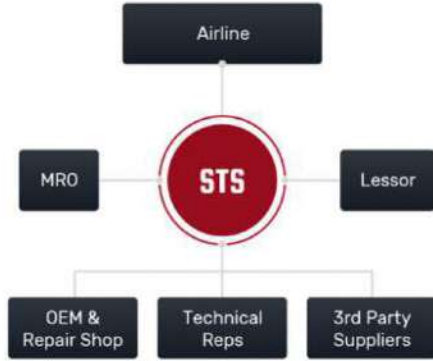 Airline
MRO
STS
Lessor
OEM &
Repair Shop
Technical
Reps
3rd Party
Suppliers